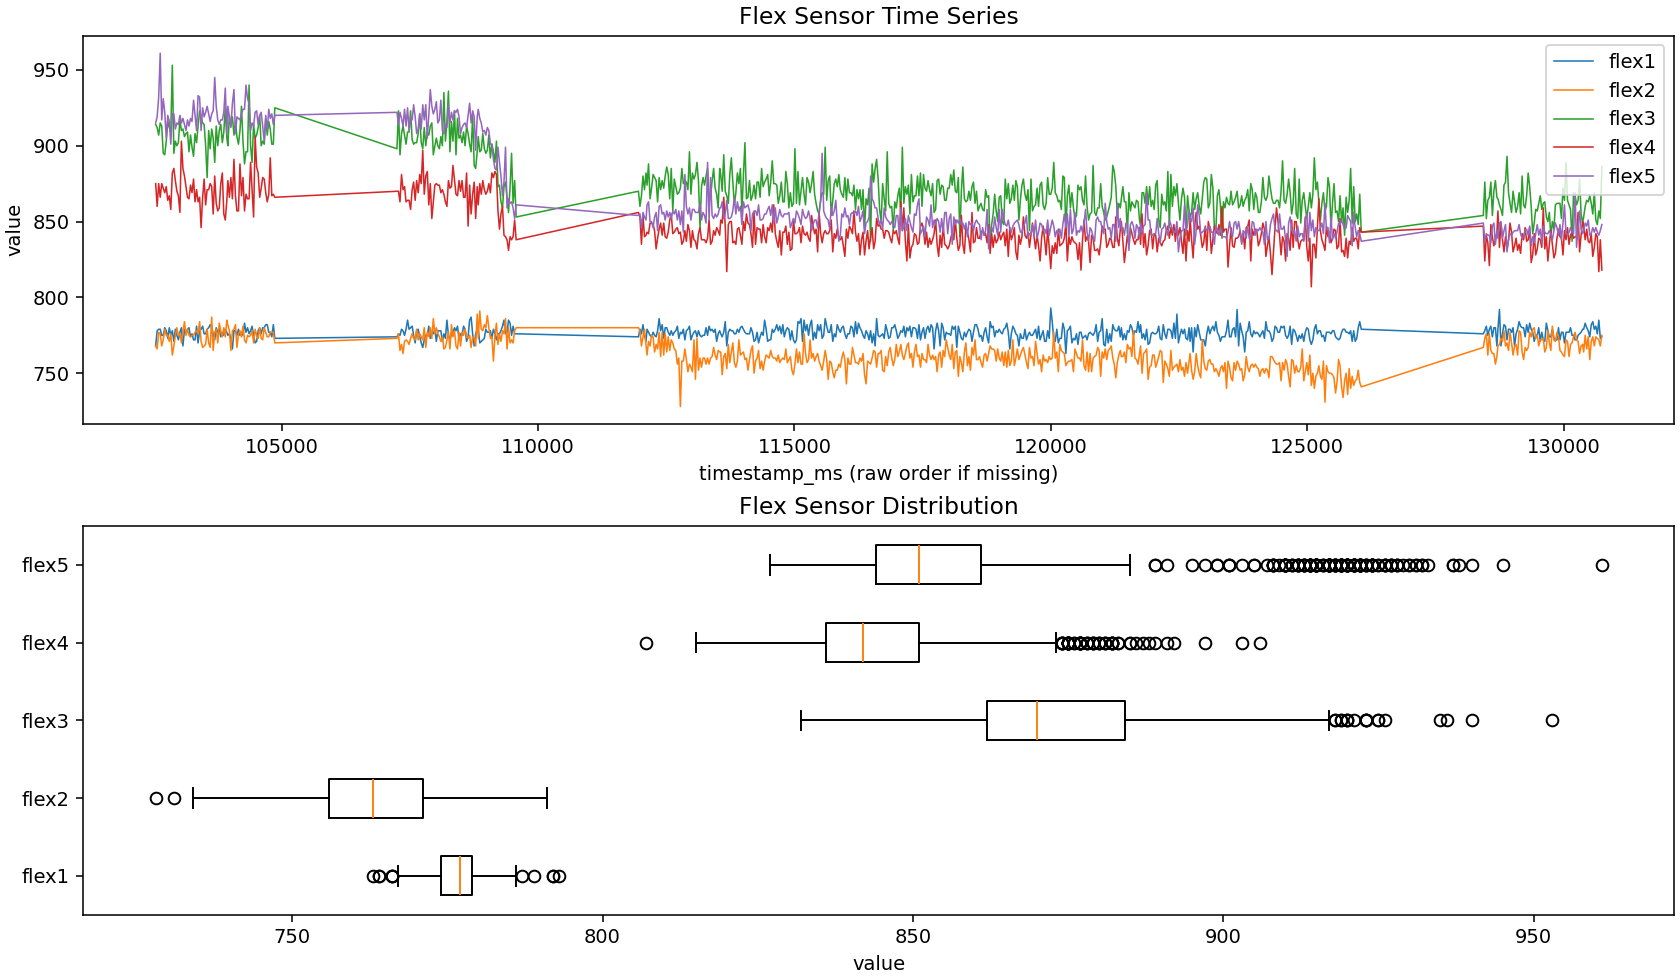 Flex Sensor Time Series
value
950
900
850
800
750
flex1
flex2
flex3
flex4
flex5
105000 110000 115000 120000 125000 130000
timestamp_ms (raw order if missing)
Flex Sensor Distribution
flex5
flex4
flex3
flex2
flex1
750 800 850 900 950
value